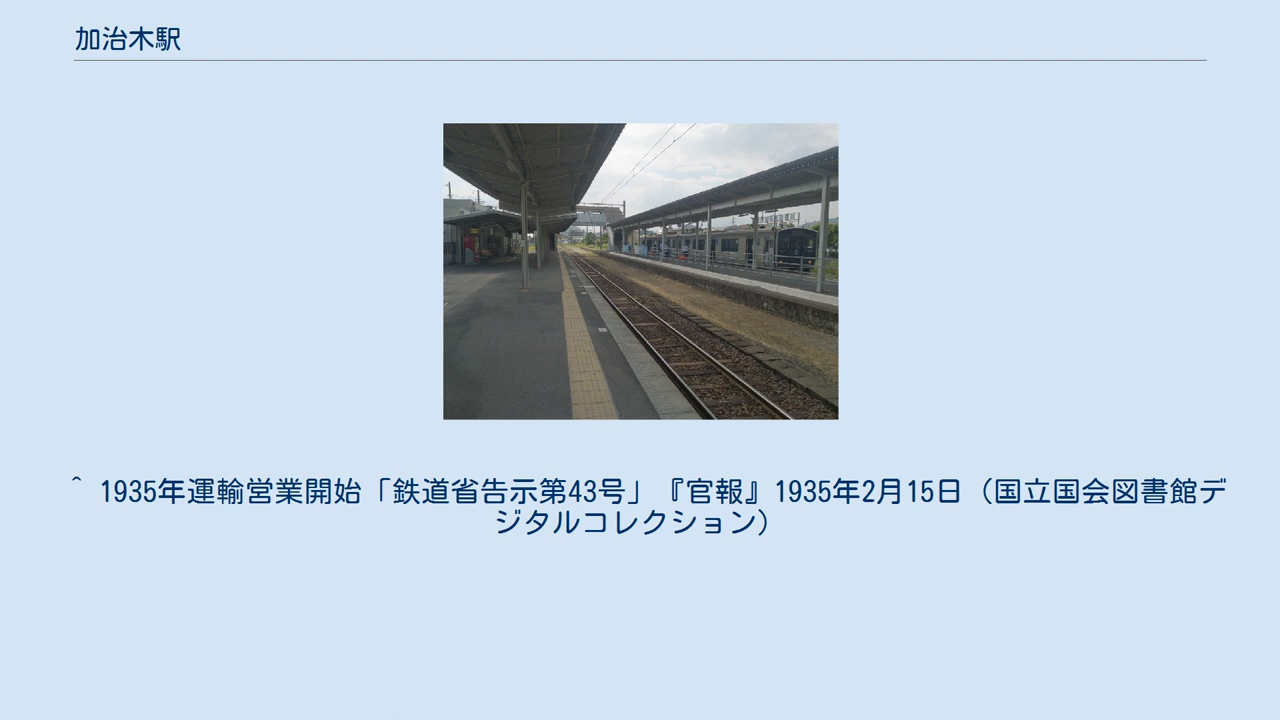 加治木駅
^ 1935年運輸営業開始「鉄道省告示第43号」『官報』1935年2月15日（国立国会図書館デ
ジタルコレクション）